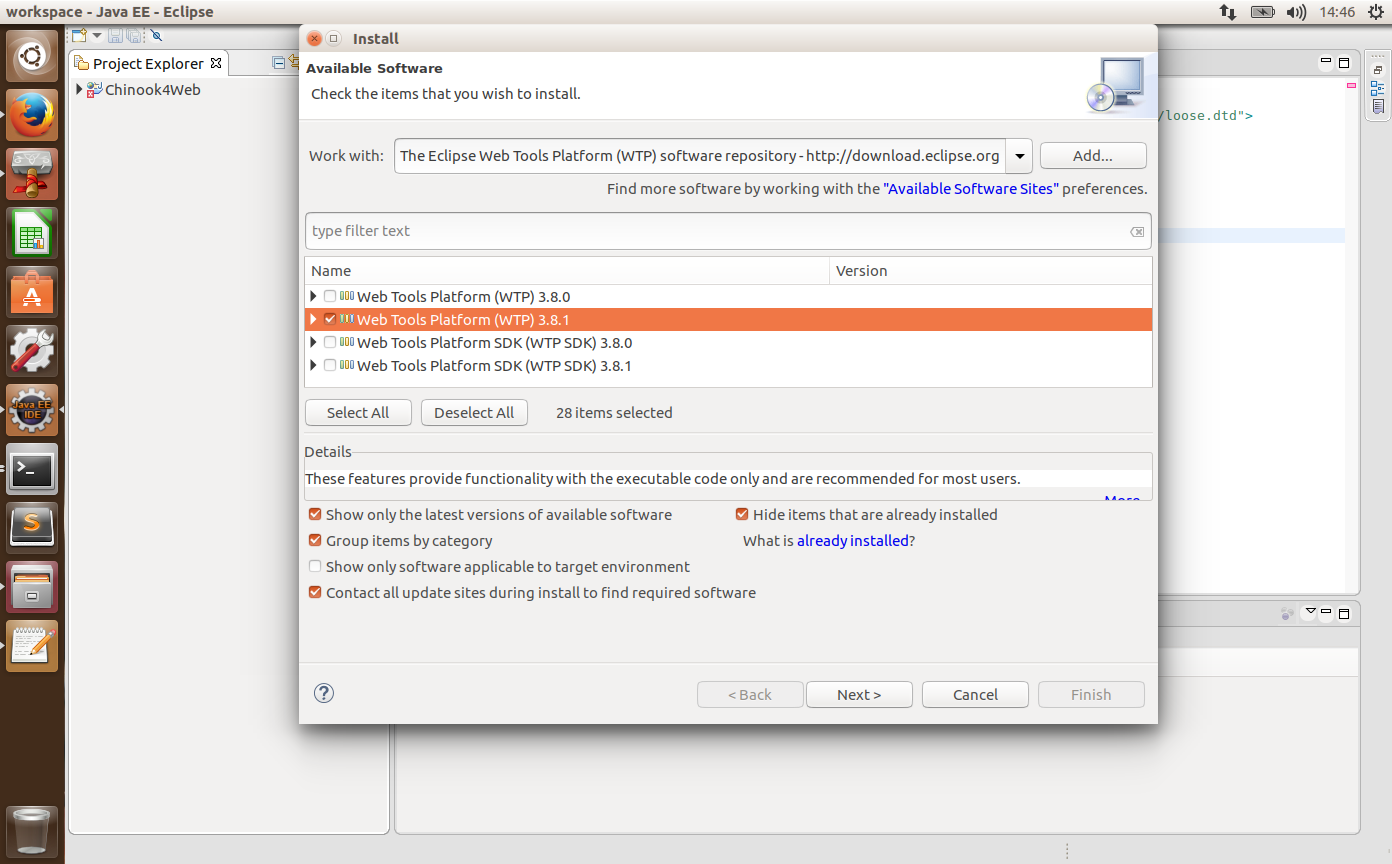 workspace - Java EE - Eclipse
14:46
Install
Project Explorer
Available Software
Check the items that you wish to install.
Chinook4Web
/loose.dtd">
Work with: The Eclipse Web Tools Platform (WTP) software repository - http://download.eclipse.org Add...
Find more software by working with the "Available Software Sites" preferences.
type filter text
Name Version
Web Tools Platform (WTP) 3.8.0
Web Tools Platform (WTP) 3.8.1
Web Tools Platform SDK (WTP SDK) 3.8.0
Web Tools Platform SDK (WTP SDK) 3.8.1
Java EE
IDE
Select All Deselect All 28 items selected
Details
These features provide functionality with the executable code only and are recommended for most users.
More...
Show only the latest versions of available software Hide items that are already installed
Group items by category What is already installed?
Show only software applicable to target environment
Contact all update sites during install to find required software
< Back Next > Cancel Finish